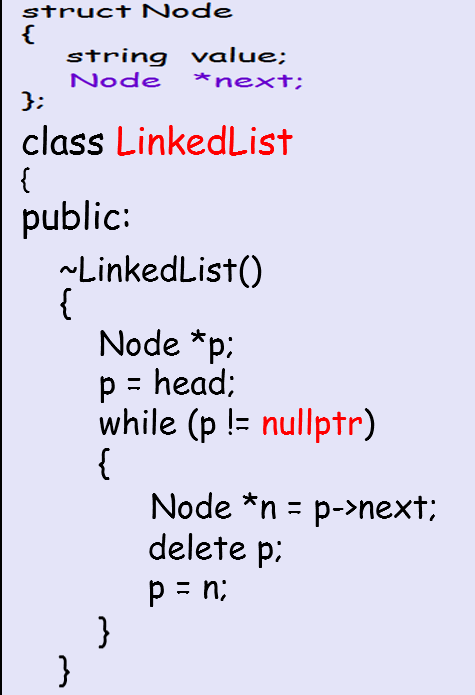 struct Node
{
string value;
Node *next;
};
class LinkedList
{
public:
~LinkedList()
{
Node *p;
p = head;
while (p != nullptr)
{
Node *n = p->next;
delete p;
p = n;
}
}